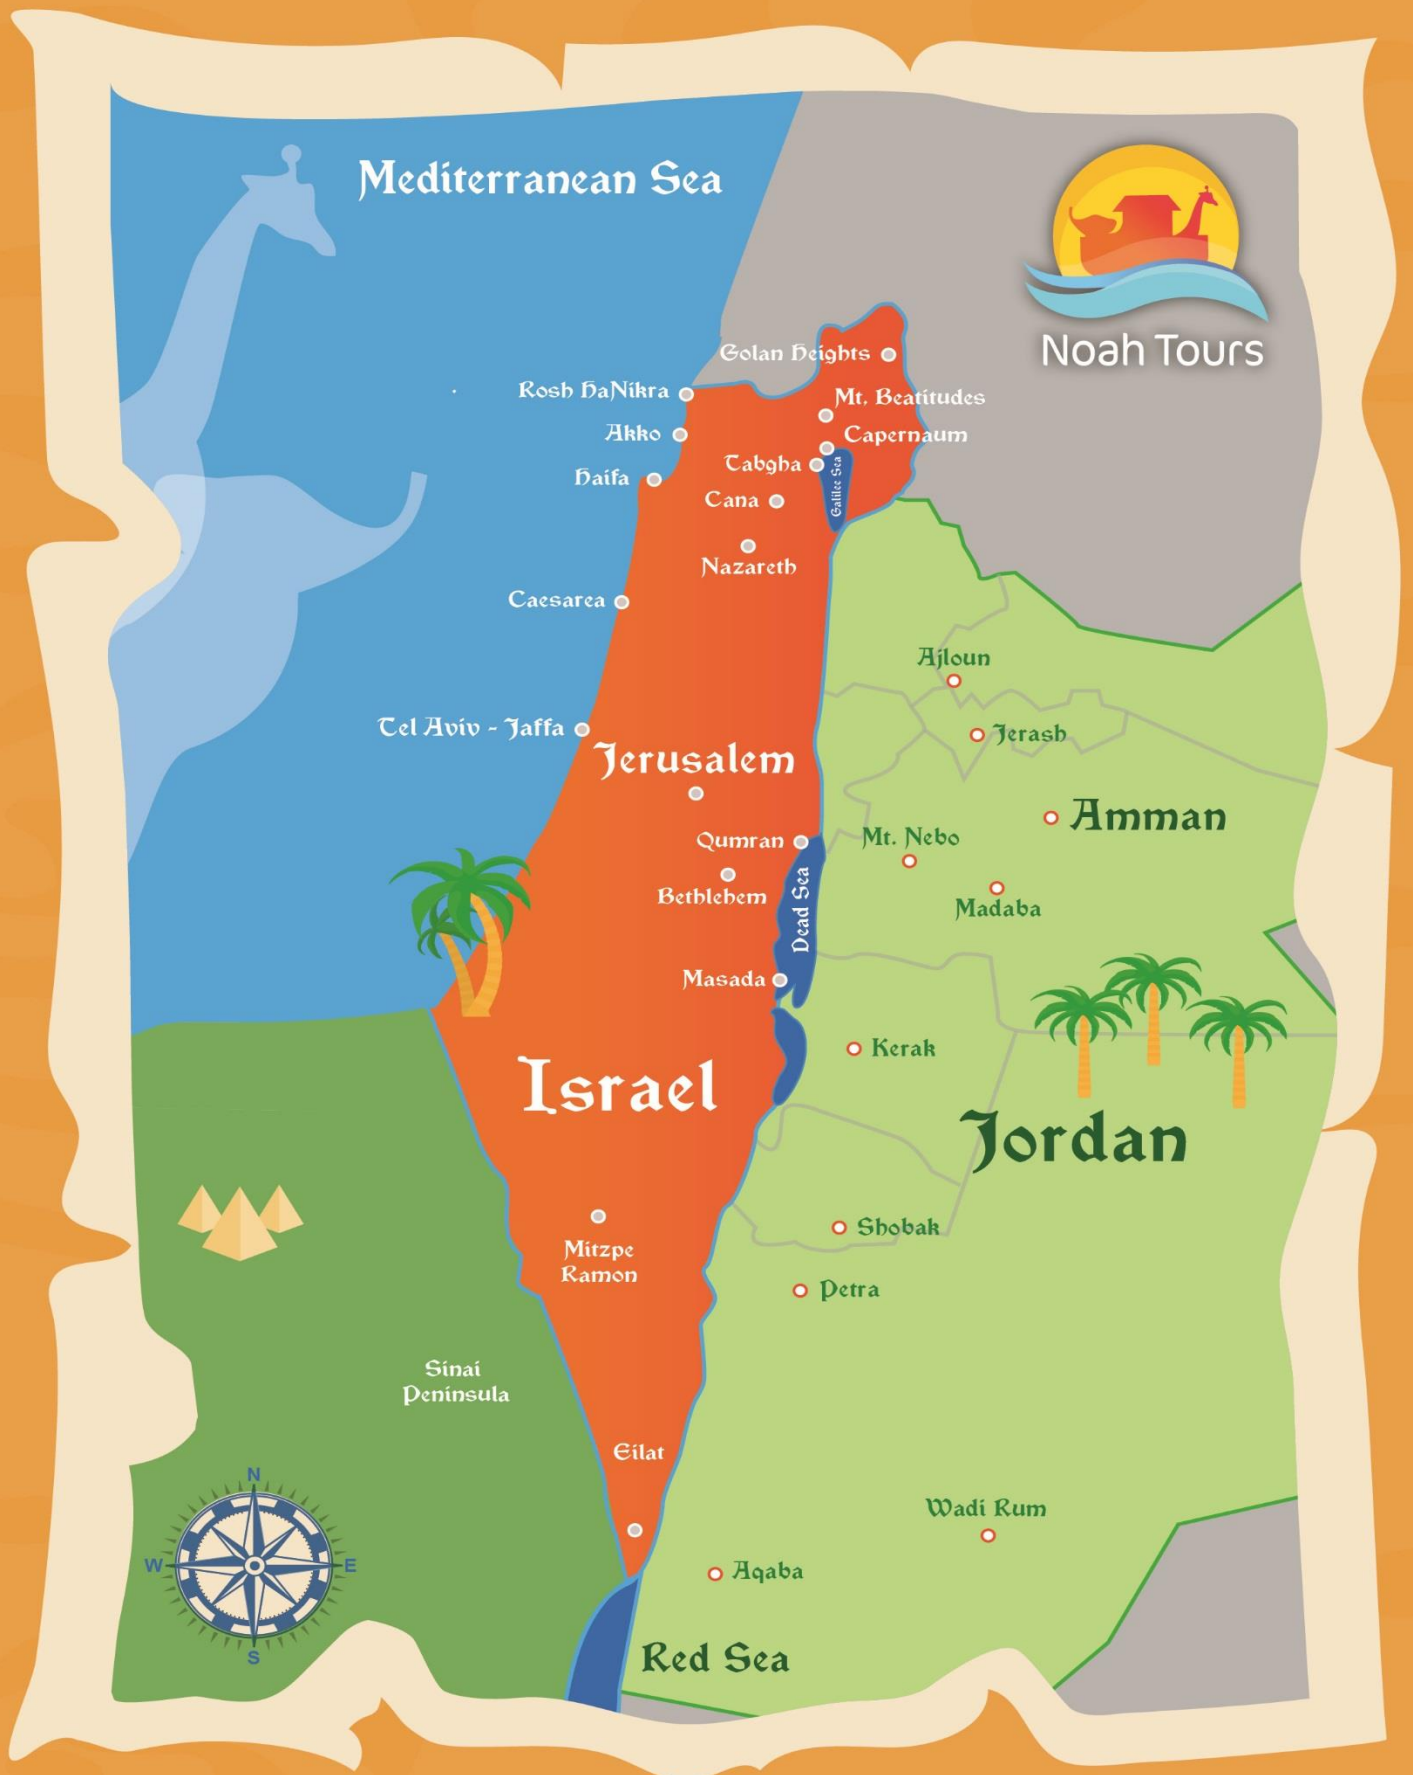 Mediterranean Sea
Noah Tours
Golan Heights
Rosh HaNikra
Mt. Beatitudes
Akko
Capernaum
Tabgha
Galilee Sea
Haifa
Cana
Nazareth
Caesarea
Ajloun
Tel Aviv - Jaffa
Jerash
Jerusalem
Amman
Qumran
Mt. Nebo
Bethlehem
Dead Sea
Madaba
Masada
Kerak
Israel
Jordan
Shobak
Mitzpe
Ramon
Petra
Sinai
Peninsula
Eilat
N
W
E
S
Wadi Rum
Aqaba
Red Sea